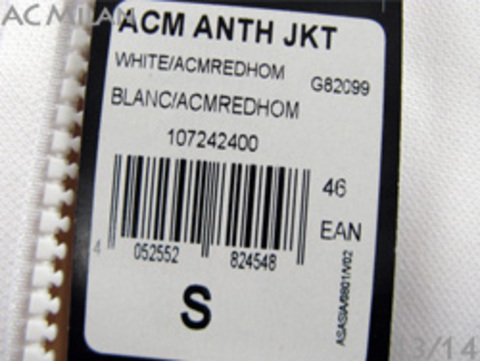 AC MILAN
ACM ANTH JKT
WHITE/ACMREDHOM G82099
BLANC/ACMREDHOM
107242400
46
EAN
4 052552 824548
S
ASASIA/6801/V02
3/14